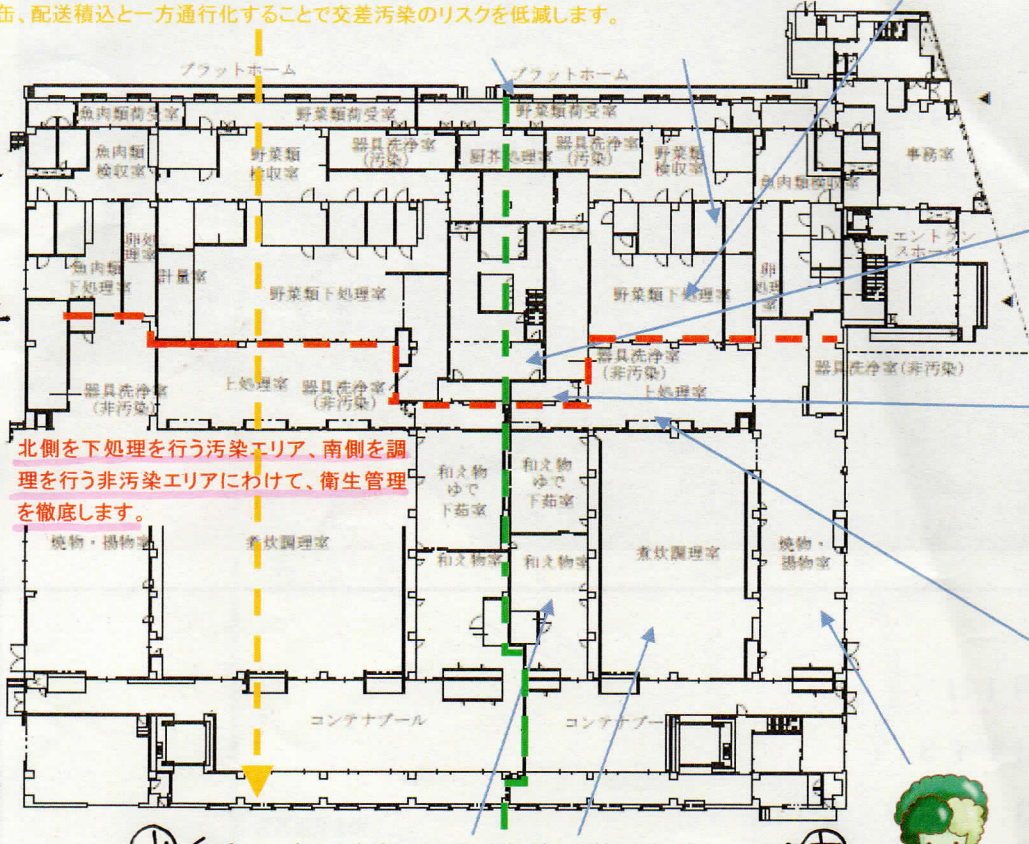 缶、配送積込と一方通行化することで交差汚染のリスクを低減します。
プラットホーム
プラットホーム
魚肉類荷受室
野菜類荷受室
野菜類荷受室
魚肉類
検収室
野菜類
検収室
器具洗浄室
(汚染)
厨芥処理室
器具洗浄室
(汚染)
野菜類
検収室
魚肉類検収室
事務室
卵処
理室
魚肉類
下処理室
計量室
野菜類下処理室
野菜類下処理室
卵
処
理
室
エントラン
スホール
器具洗浄室
(非汚染)
上処理室
器具洗浄室
(非汚染)
器具洗浄室
(非汚染)
上処理室
器具洗浄室(非汚染)
北側を下処理を行う汚染エリア、南側を調
理を行う非汚染エリアにわけて、衛生管理
を徹底します。
和え物
ゆで
下茹室
和え物
ゆで
下茹室
焼物・揚物室
煮炊調理室
和え物室
和え物室
煮炊調理室
焼物・
揚物室
コンテナプール
コンテナプー